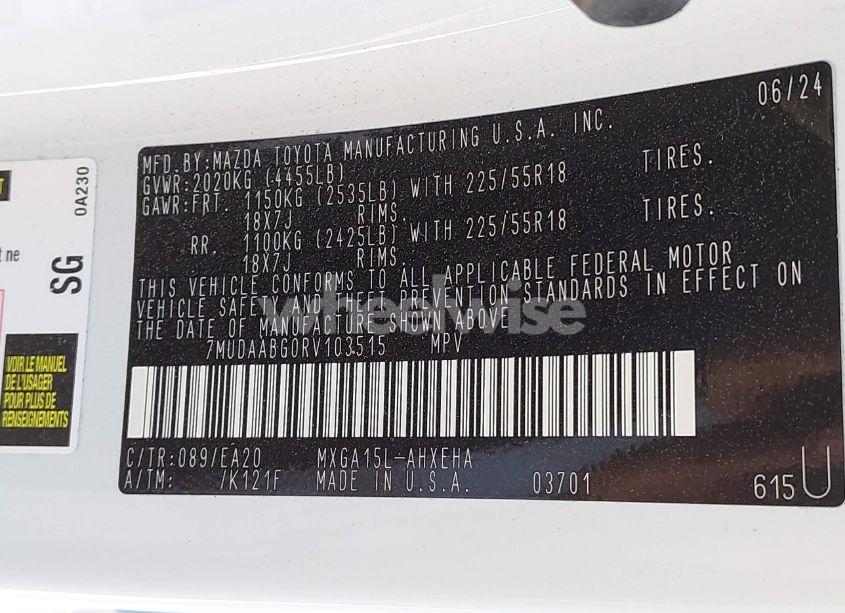 06/24
MFD.BY:MAZDA TOYOTA MANUFACTURING U.S.A. INC.
GVWR:2020KG (4455LB)
GAWR:FRT. 1150KG (2535LB) WITH 225/55R18 TIRES.
18X7J RIMS.
RR. 1100KG (2425LB) WITH 225/55R18 TIRES.
18X7J RIMS.
THIS VEHICLE CONFORMS TO ALL APPLICABLE FEDERAL MOTOR
VEHICLE SAFETY AND THEFT PREVENTION STANDARDS IN EFFECT ON
THE DATE OF MANUFACTURE SHOWN ABOVE.
7MUDAABG0RV103515 MPV
C/TR:089/EA20 MXGA15L-AHXEHA
A/TM: /K121F MADE IN U.S.A. 03701 615U
wheelwise
0A230
SG
t ne
VOIR LE MANUEL
DE L'USAGER
POUR PLUS DE
RENSEIGNEMENTS